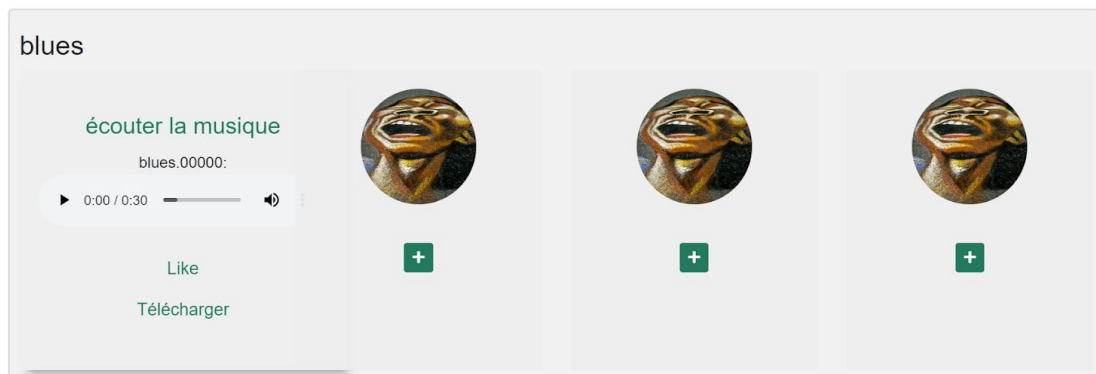 blues
écouter la musique
blues.00000:
0:00 / 0:30
Like
Télécharger